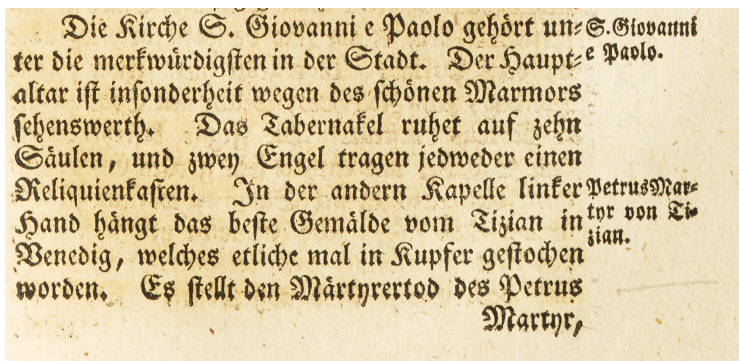 Die Kirche S. Giovanni e Paolo gehört un-
ter die merkwürdigsten in der Stadt. Der Haupt-
altar ist insonderheit wegen des schönen Marmors
sehenswerth. Das Tabernakel ruhet auf zehn
Säulen, und zwey Engel tragen jedweder einen
Reliquienkasten. In der andern Kapelle linker
Hand hängt das beste Gemälde vom Tizian in
Venedig, welches etliche mal in Kupfer gestochen
worden. Es stellt den Märtyrertod des Petrus
Martyr,
S. Giovanni
e Paolo.
Petrus Mar-
tyr von Ti-
zian.